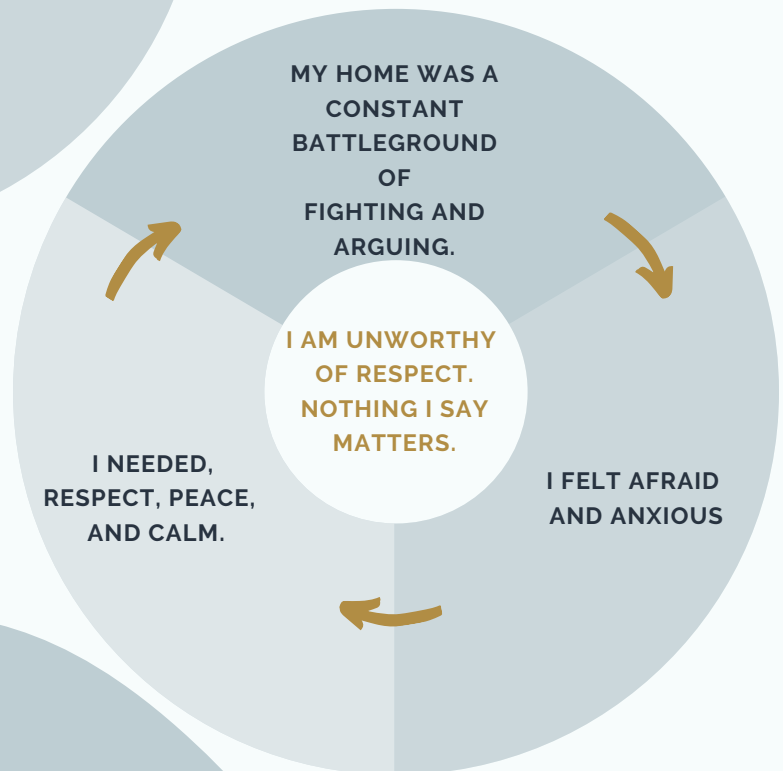 MY HOME WAS A
CONSTANT
BATTLEGROUND
OF
FIGHTING AND
ARGUING.
I AM UNWORTHY
OF RESPECT.
NOTHING I SAY
MATTERS.
I FELT AFRAID
AND ANXIOUS
I NEEDED,
RESPECT, PEACE,
AND CALM.